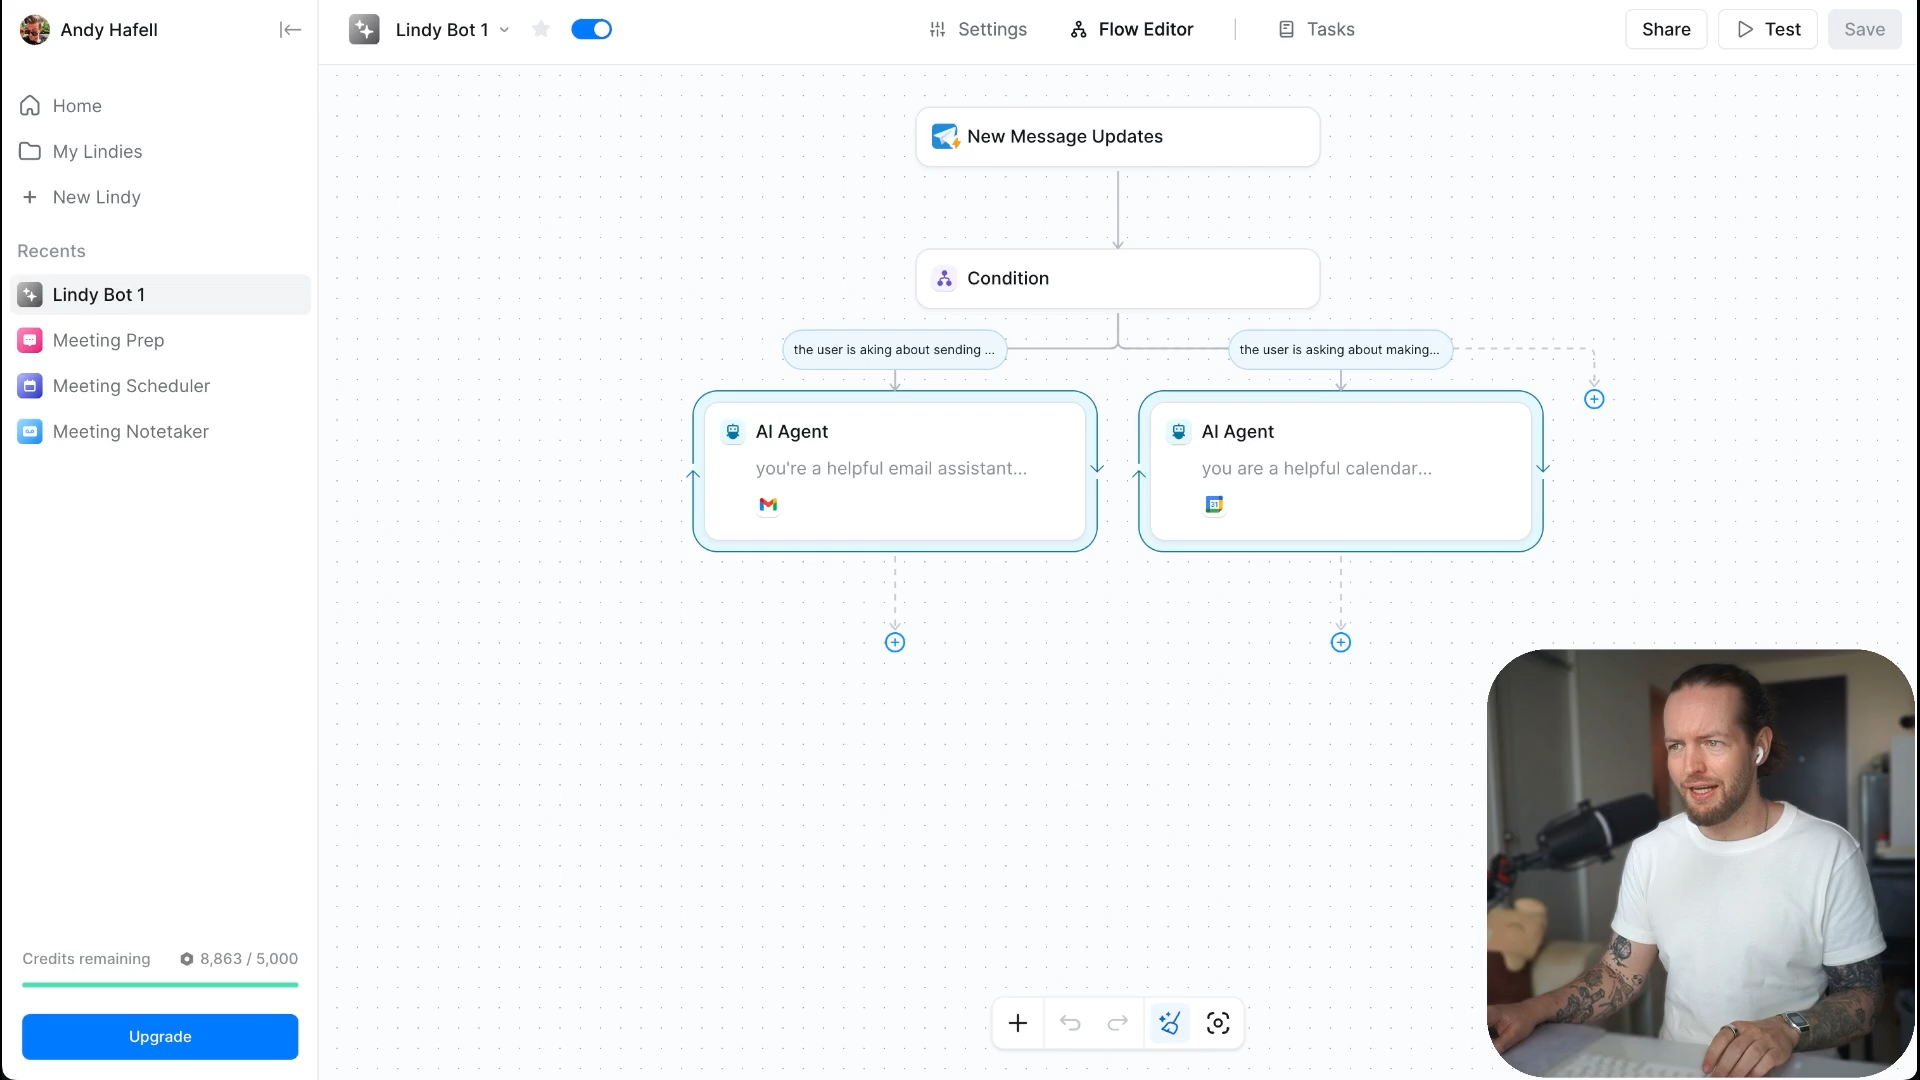 Andy Hafell
Lindy Bot 1
Settings
Flow Editor
Tasks
Share
Test
Save
Home
My Lindies
New Lindy
Recents
Lindy Bot 1
Meeting Prep
Meeting Scheduler
Meeting Notetaker
New Message Updates
Condition
the user is aking about sending ...
the user is asking about making...
AI Agent
you're a helpful email assistant...
AI Agent
you are a helpful calendar...
31
Credits remaining
8,863 / 5,000
Upgrade